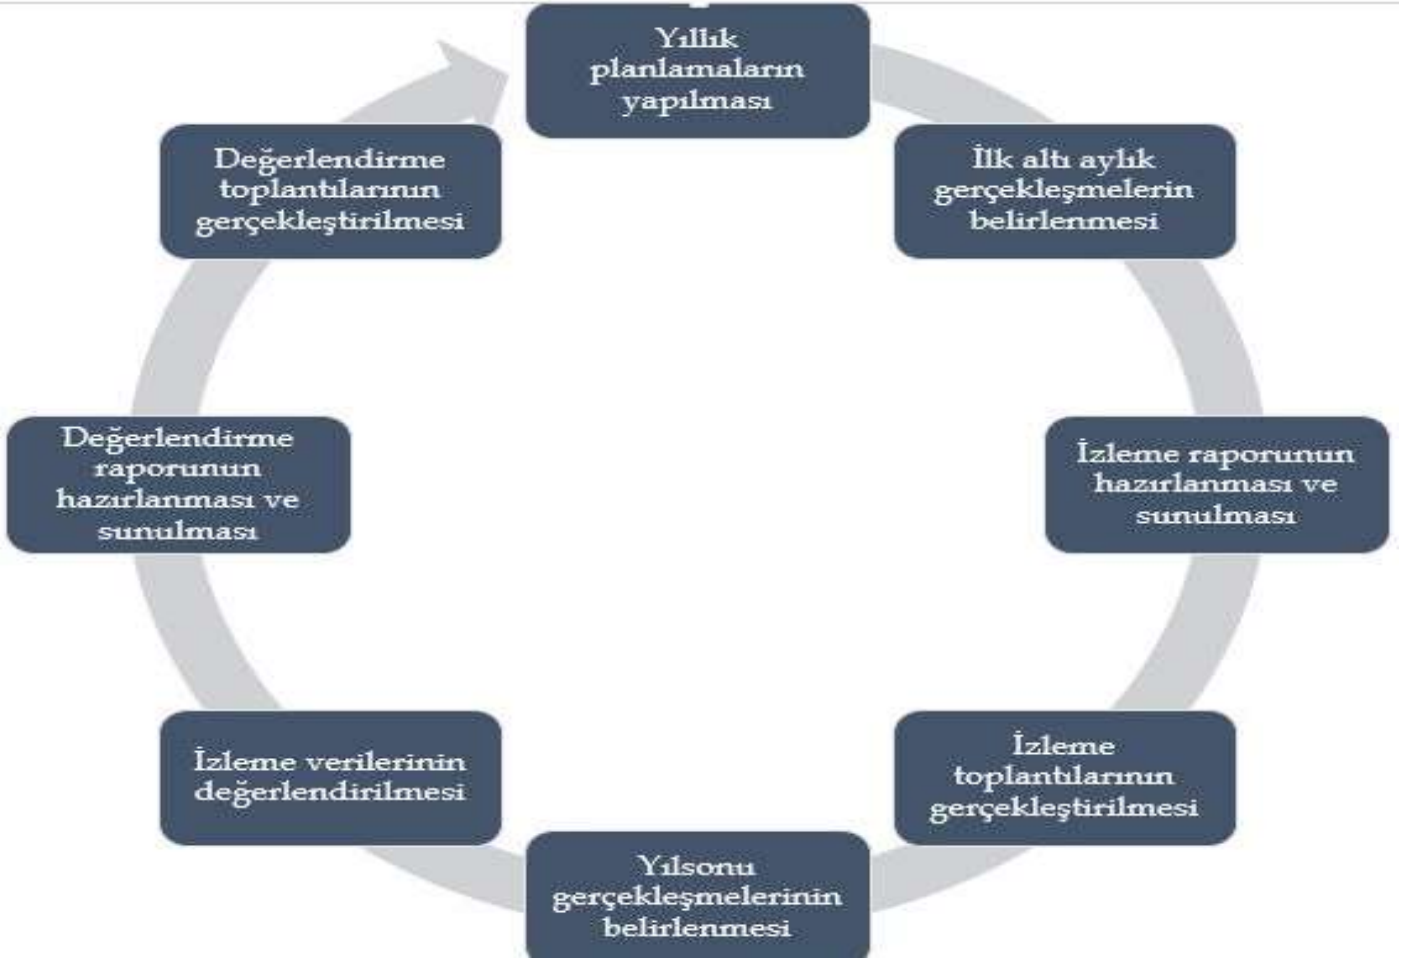 Yıllık
planlamaların
yapılması
İlk altı aylık
gerçekleşmelerin
belirlenmesi
İzleme raporunun
hazırlanması ve
sunulması
İzleme
toplantılarının
gerçekleştirilmesi
Yılsonu
gerçekleşmelerinin
belirlenmesi
İzleme verilerinin
değerlendirilmesi
Değerlendirme
raporunun
hazırlanması ve
sunulması
Değerlendirme
toplantılarının
gerçekleştirilmesi